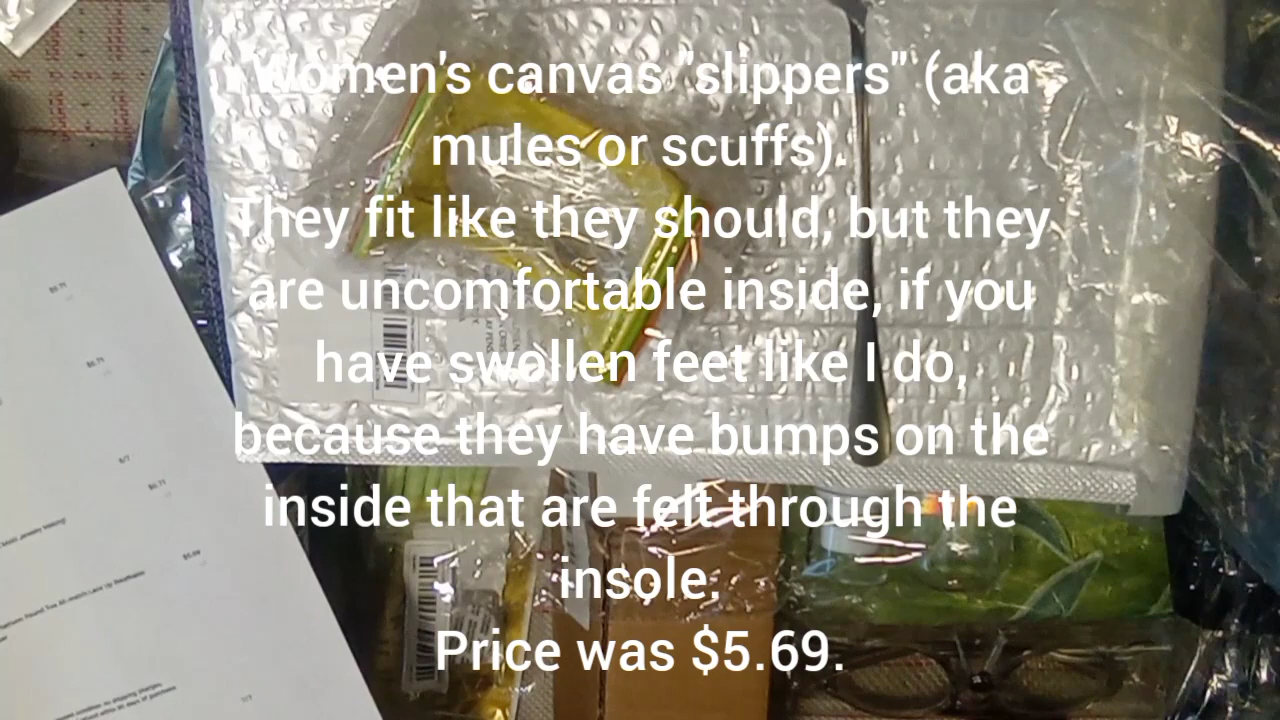 Women's canvas "slippers" (aka
mules or scuffs).
They fit like they should, but they
are uncomfortable inside, if you
have swollen feet like I do,
because they have bumps on the
inside that are felt through the
insole.
Price was $5.69.